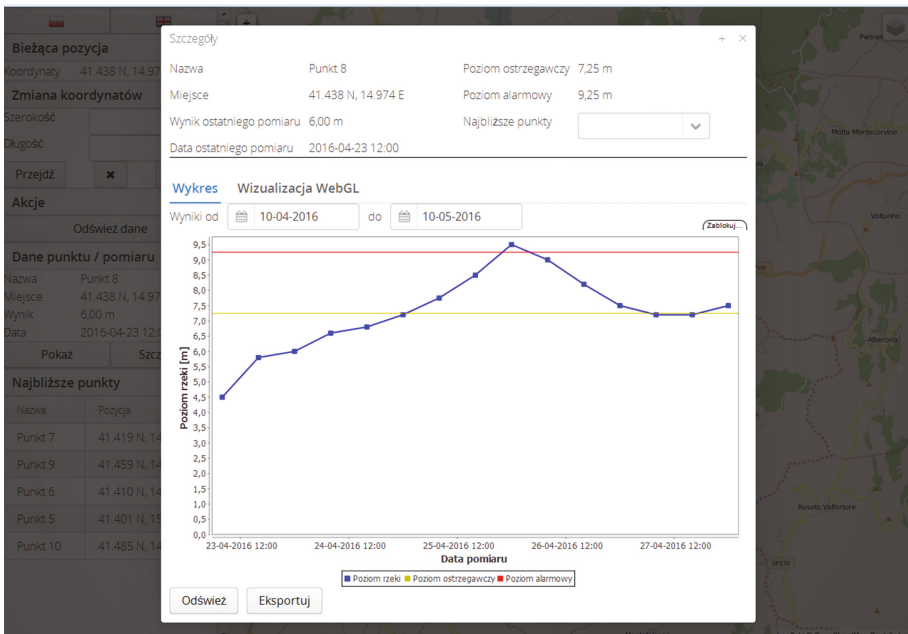 Szczegóły
Nazwa Punkt 8 Poziom ostrzegawczy 7,25 m
Miejsce 41.438 N, 14.974 E Poziom alarmowy 9,25 m
Wynik ostatniego pomiaru 6,00 m Najbliższe punkty
Data ostatniego pomiaru 2016-04-23 12:00
Wykres Wizualizacja WebGL
Wyniki od 10-04-2016 do 10-05-2016
Zablokuj...
9,5
9,0
8,5
8,0
7,5
7,0
6,5
6,0
5,5
5,0
4,5
4,0
3,5
3,0
2,5
2,0
1,5
1,0
0,5
0,0
Poziom rzeki [m]
23-04-2016 12:00 24-04-2016 12:00 25-04-2016 12:00 26-04-2016 12:00 27-04-2016 12:00
Data pomiaru
Poziom rzeki Poziom ostrzegawczy Poziom alarmowy
Odśwież Eksportuj
Bieżąca pozycja
Koordynaty 41.438 N, 14.97
Zmiana koordynatów
Szerokość
Długość
Przejdź
Akcje
Odśwież dane
Dane punktu / pomiaru
Nazwa Punkt 8
Miejsce 41.438 N, 14.97
Wynik 6,00 m
Data 2016-04-23 12:0
Pokaż Szcz
Najbliższe punkty
Nazwa Pozycja
Punkt 7 41.419 N, 14
Punkt 9 41.459 N, 14
Punkt 6 41.410 N, 14
Punkt 5 41.401 N, 15
Punkt 10 41.485 N, 14
Motta Montecorvino
Volturino
Alberona
Roseto Valfortore
SP130